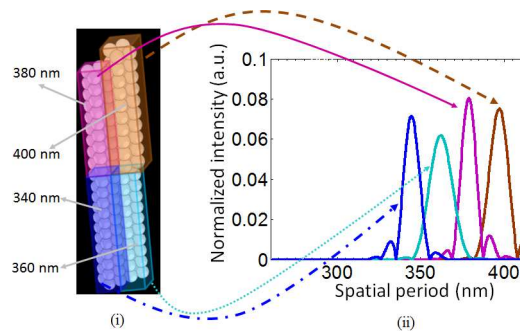 380 nm
400 nm
340 nm
360 nm
(i)
Normalized intensity (a.u.)
0.1
0.08
0.06
0.04
0.02
0
300
350
400
Spatial period (nm)
(ii)